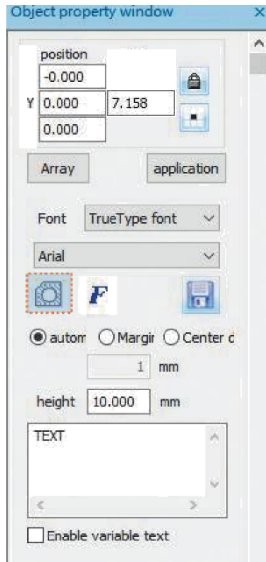 Object property window
position
-0.000
Y 0.000 7.158
0.000
Array application
Font TrueType font
Arial
F
autom Margir Center d
1 mm
height 10.000 mm
TEXT
Enable variable text